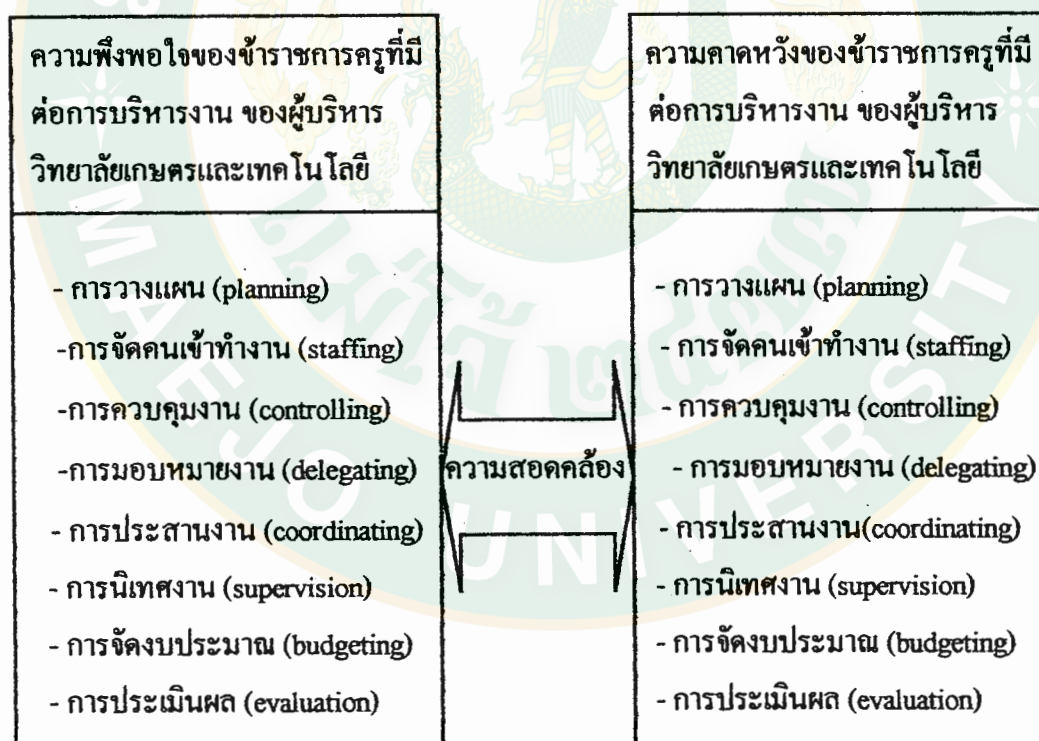 ความพึงพอใจของข้าราชการครูที่มี
ต่อการบริหารงาน ของผู้บริหาร
วิทยาลัยเกษตรและเทคโนโลยี
- การวางแผน (planning)
-การจัดคนเข้าทำงาน (staffing)
-การควบคุมงาน (controlling)
-การมอบหมายงาน (delegating)
- การประสานงาน (coordinating)
- การนิเทศงาน (supervision)
- การจัดงบประมาณ (budgeting)
- การประเมินผล (evaluation)
ความสอดคล้อง
ความคาดหวังของข้าราชการครูที่มี
ต่อการบริหารงาน ของผู้บริหาร
วิทยาลัยเกษตรและเทคโนโลยี
- การวางแผน (planning)
- การจัดคนเข้าทำงาน (staffing)
- การควบคุมงาน (controlling)
- การมอบหมายงาน (delegating)
- การประสานงาน(coordinating)
- การนิเทศงาน (supervision)
- การจัดงบประมาณ (budgeting)
- การประเมินผล (evaluation)
MAEJO UNIVERSITY
แม่โจ้ ๒๔๗๗